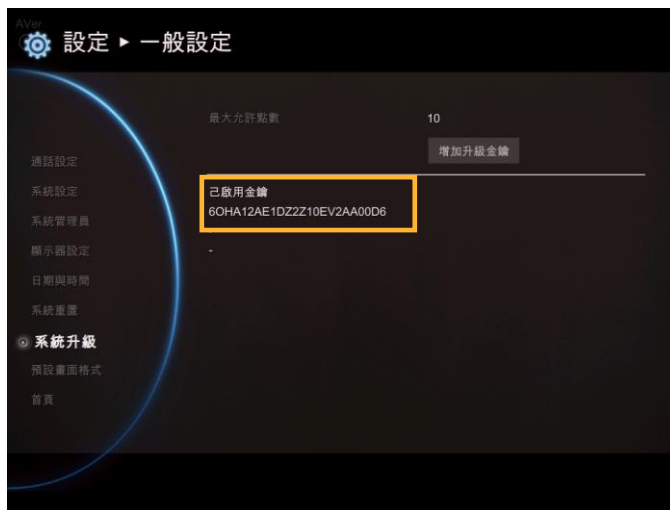 AVer
設定 ▸ 一般設定
最大允許點數 10
增加升級金鑰
通話設定
系統設定
系統管理員
顯示器設定
日期與時間
系統重置
系統升級
預設畫面格式
首頁
己啟用金鑰
6OHA12AE1DZ2Z10EV2AA00D6
-